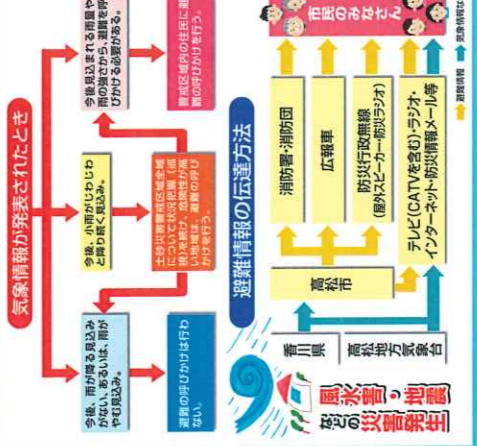 気象情報が発表されたとき
今後、雨が降る見込み
がない、あるいは、雨が
やむ見込み。
避難の呼びかけは行わ
ない。
今後、小雨がじわじわ
と降り続く見込み。
土砂災害警戒区域全域
について状況把握（巡
視）を続け、危険性が高
い地域は、避難の呼び
かけを行う。
今後見込まれる雨量や
雨の強さから、避難を呼
びかける必要がある。
警戒区域内の住民に避
難の呼びかけを行う。
避難情報の伝達方法
風水害・地震
などの災害発生
香川県
高松地方気象台
高松市
消防署・消防団
広報車
防災行政無線
(屋外スピーカー・防災ラジオ)
テレビ(CATVを含む)・ラジオ・
インターネット・防災情報メール等
市民のみなさん
避難情報
気象情報な